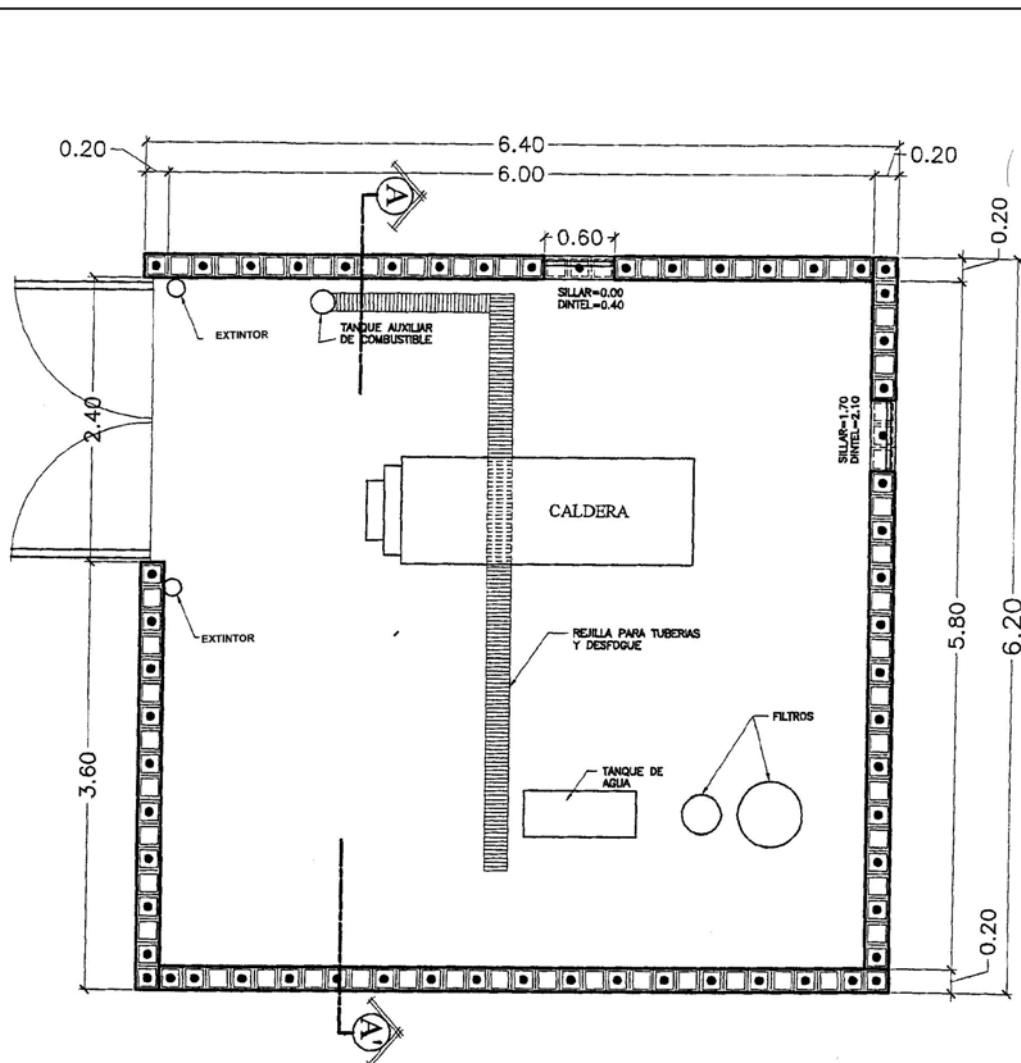 6.40
0.20
6.00
0.20
0.20
A
0.60
SILLAR=0.00
DINTEL=0.40
EXTINTOR
TANQUE AUXILIAR
DE COMBUSTIBLE
2.40
SILLAR=1.70
DINTEL=2.10
CALDERA
EXTINTOR
REJILLA PARA TUBERIAS
Y DESFOGUE
5.80
6.20
FILTROS
3.60
TANQUE DE
AGUA
0.20
A'